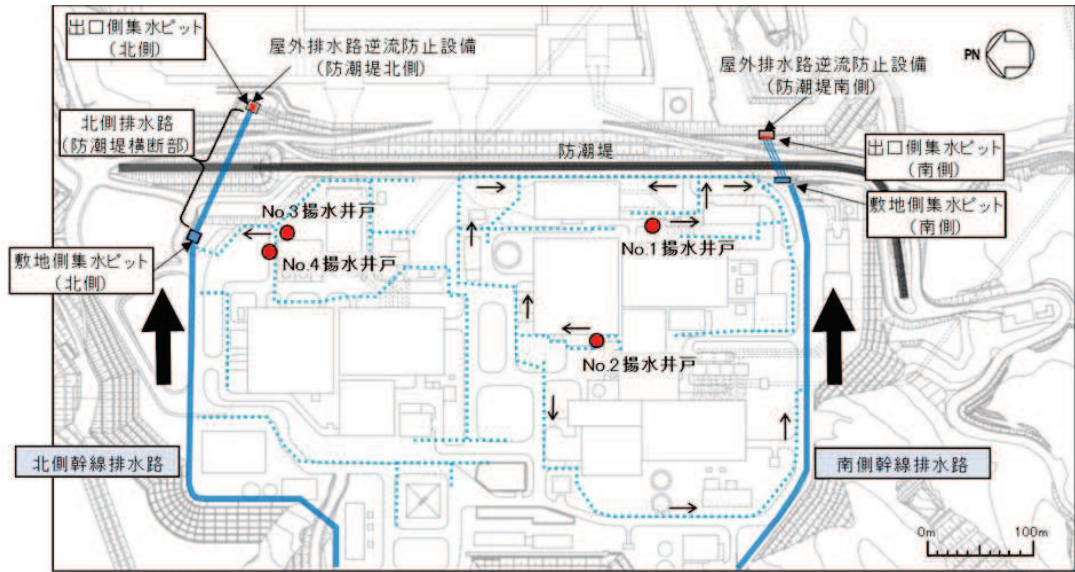 出口側集水ピット
(北側)
屋外排水路逆流防止設備
(防潮堤北側)
屋外排水路逆流防止設備
(防潮堤南側)
PN
北側排水路
(防潮堤横断部)
防潮堤
出口側集水ピット
(南側)
敷地側集水ピット
(南側)
No.3揚水井戸
No.1揚水井戸
No.4揚水井戸
敷地側集水ピット
(北側)
No.2揚水井戸
北側幹線排水路
南側幹線排水路
0m
100m